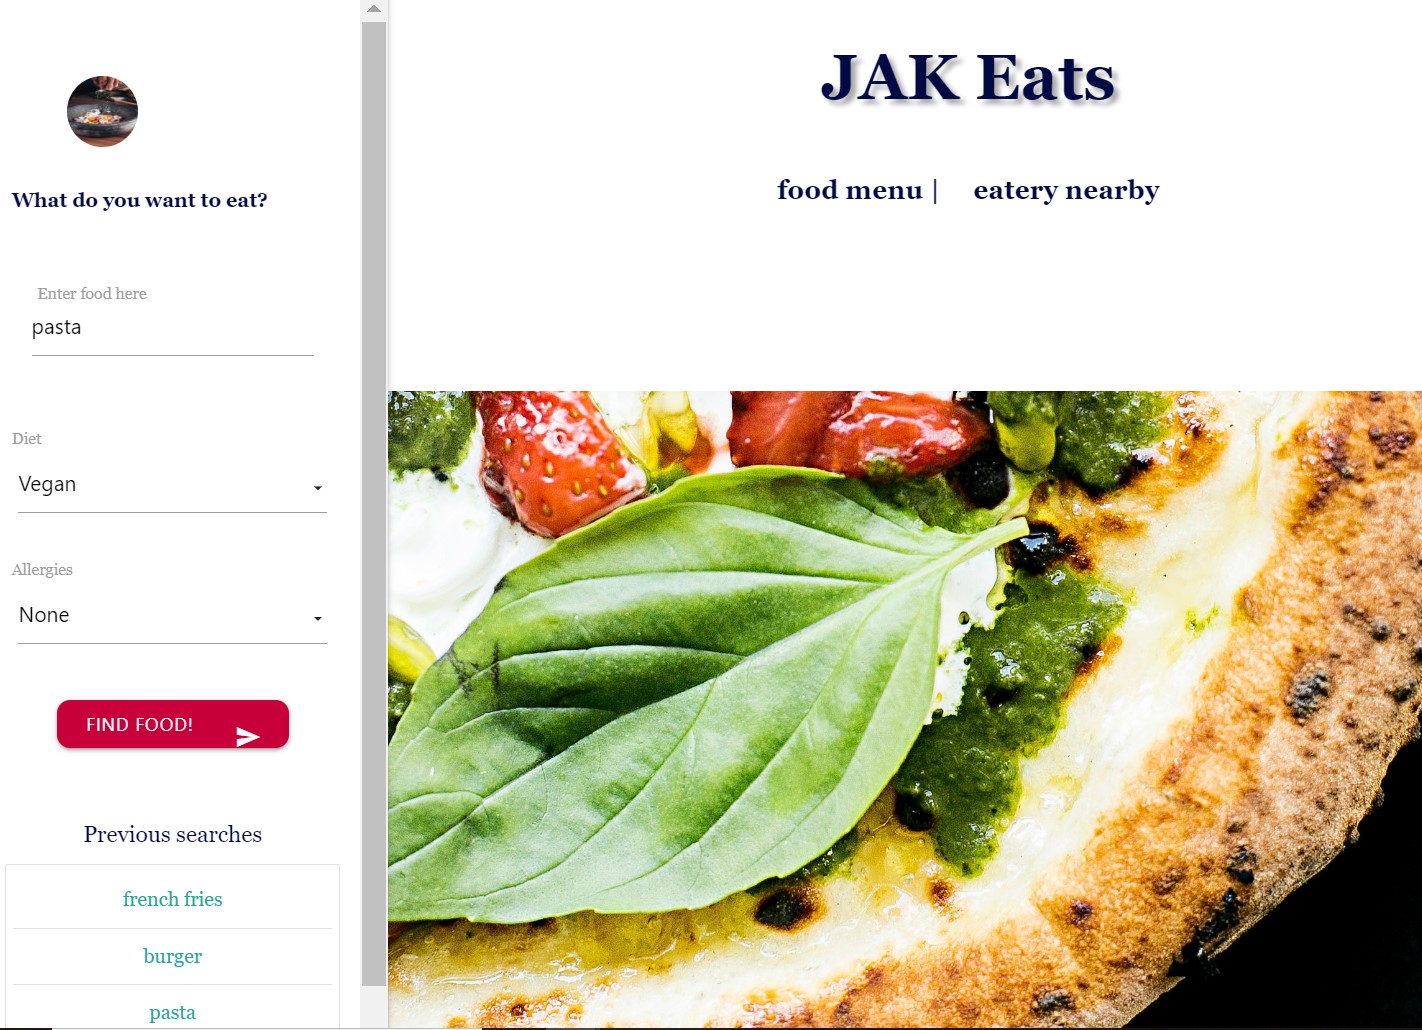 What do you want to eat?
Enter food here
pasta
Diet
Vegan
Allergies
None
FIND FOOD!
Previous searches
french fries
burger
pasta
JAK Eats
food menu | eatery nearby